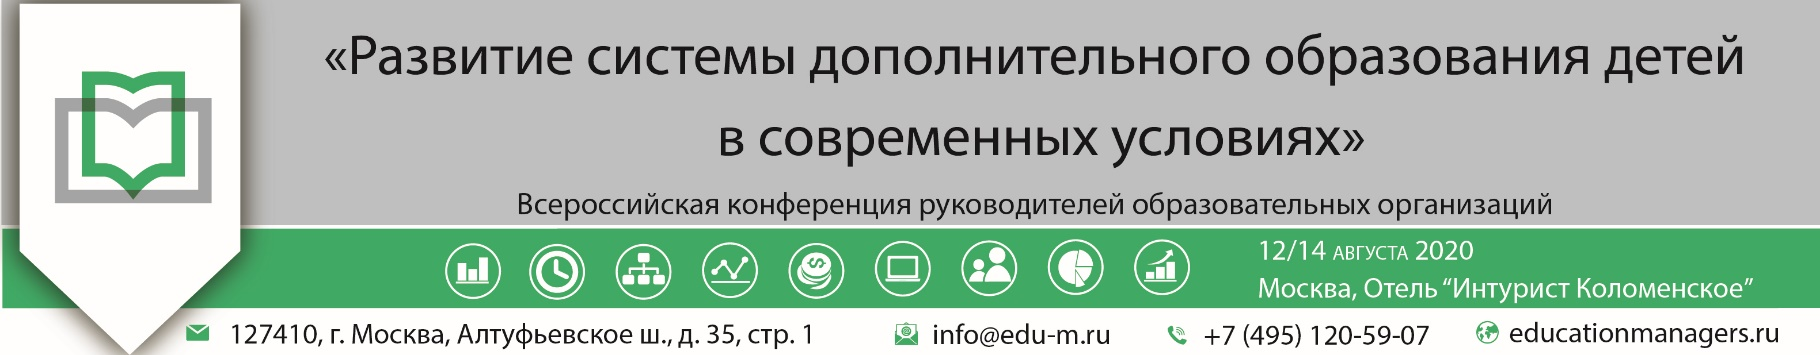 «Развитие системы дополнительного образования детей
в современных условиях»
Всероссийская конференция руководителей образовательных организаций
12/14 августа 2020
Москва, Отель “Интурист Коломенское”
127410, г. Москва, Алтуфьевское ш., д. 35, стр. 1
info@edu-m.ru
+7 (495) 120-59-07
educationmanagers.ru